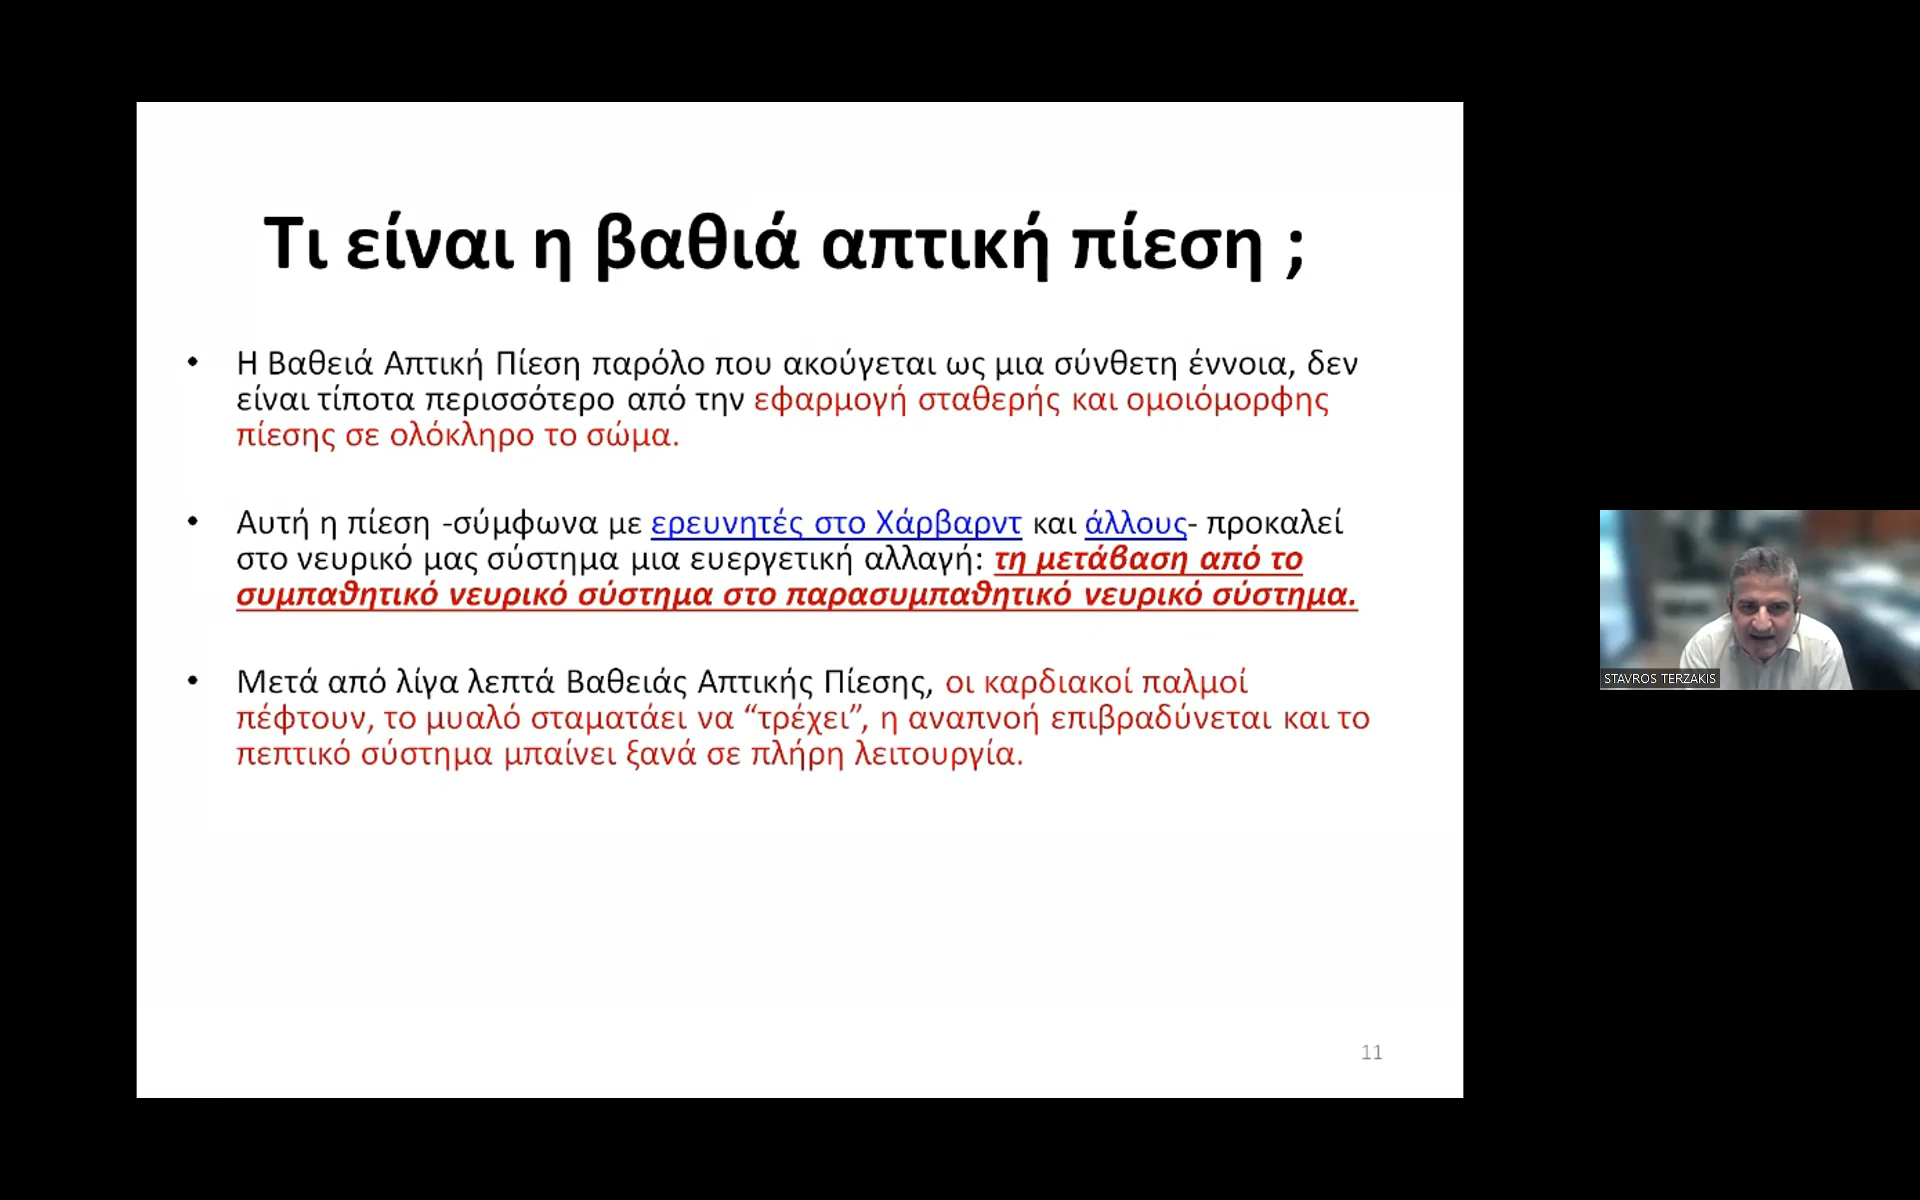 Τι είναι η βαθιά απτική πίεση ;
• Η Βαθειά Απτική Πίεση παρόλο που ακούγεται ως μια σύνθετη έννοια, δεν
είναι τίποτα περισσότερο από την εφαρμογή σταθερής και ομοιόμορφης
πίεσης σε ολόκληρο το σώμα.
• Αυτή η πίεση -σύμφωνα με ερευνητές στο Χάρβαρντ και άλλους- προκαλεί
στο νευρικό μας σύστημα μια ευεργετική αλλαγή: τη μετάβαση από το
συμπαθητικό νευρικό σύστημα στο παρασυμπαθητικό νευρικό σύστημα.
• Μετά από λίγα λεπτά Βαθειάς Απτικής Πίεσης, οι καρδιακοί παλμοί
πέφτουν, το μυαλό σταματάει να “τρέχει”, η αναπνοή επιβραδύνεται και το
πεπτικό σύστημα μπαίνει ξανά σε πλήρη λειτουργία.
11
STAVROS TERZAKIS